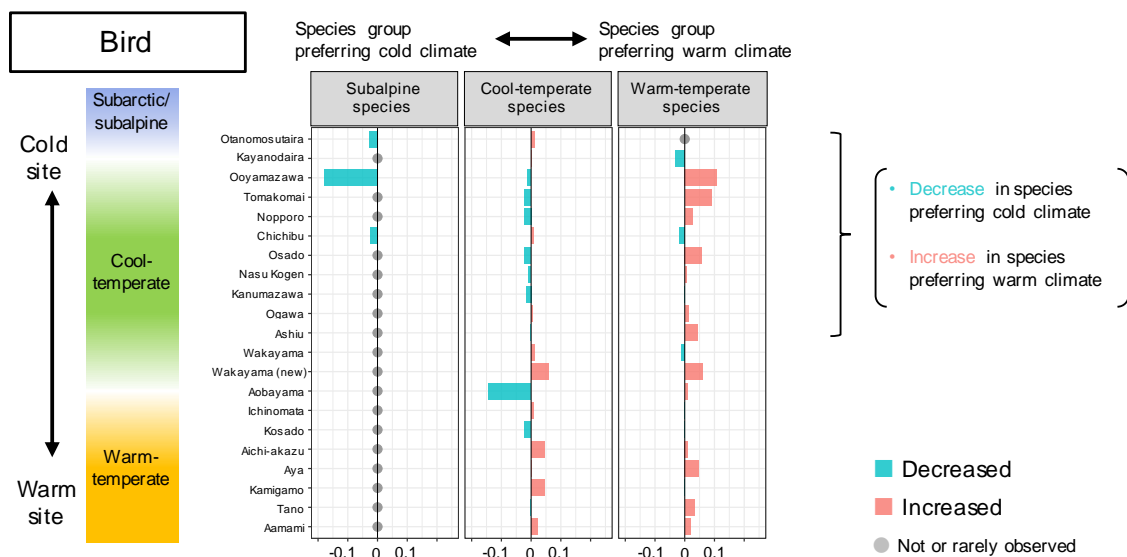 Bird
Species group
preferring cold climate
Species group
preferring warm climate
Subalpine
species
Cool-temperate
species
Warm-temperate
species
Cold
site
Warm
site
Subarctic/
subalpine
Cool-
temperate
Warm-
temperate
Otanomosutaira
Kayanodaira
Ooyamazawa
Tomakomai
Nopporo
Chichibu
Osado
Nasu Kogen
Kanumazawa
Ogawa
Ashiu
Wakayama
Wakayama (new)
Aobayama
Ichinomata
Kosado
Aichi-akazu
Aya
Kamigamo
Tano
Aamami
-0.1 0 0.1
-0.1 0 0.1
-0.1 0 0.1
• Decrease in species
preferring cold climate
• Increase in species
preferring warm climate
Decreased
Increased
Not or rarely observed